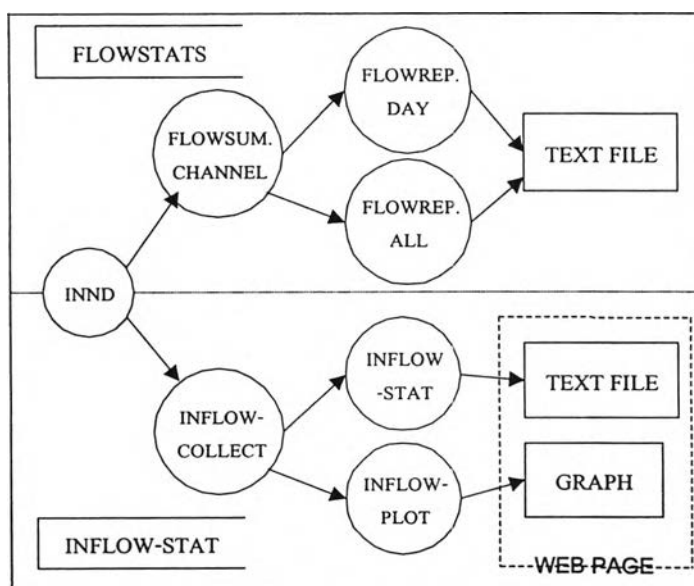 FLOWSTATS
FLOWREP.
DAY
FLOWSUM.
CHANNEL
TEXT FILE
FLOWREP.
ALL
INND
INFLOW
-STAT
TEXT FILE
INFLOW-
COLLECT
INFLOW-
PLOT
GRAPH
INFLOW-STAT
WEB PAGE